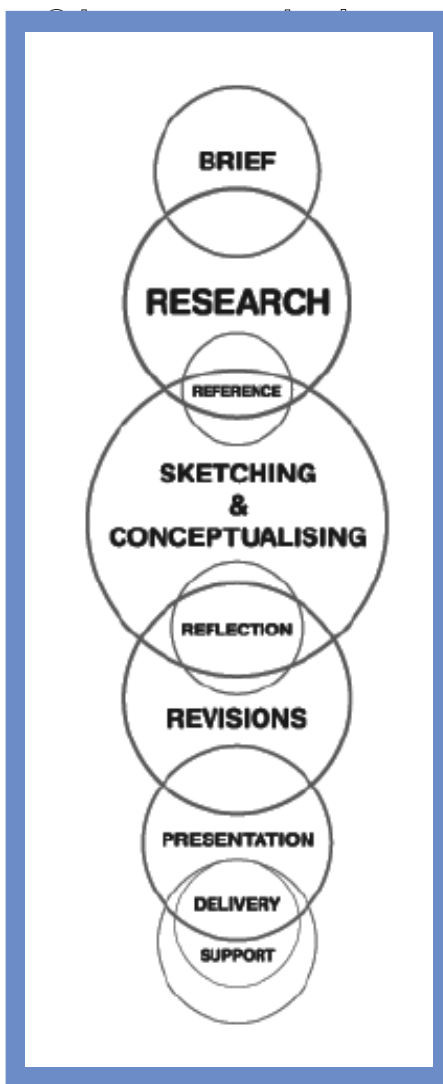 BRIEF
RESEARCH
REFERENCE
SKETCHING
&
CONCEPTUALISING
REFLECTION
REVISIONS
PRESENTATION
DELIVERY
SUPPORT